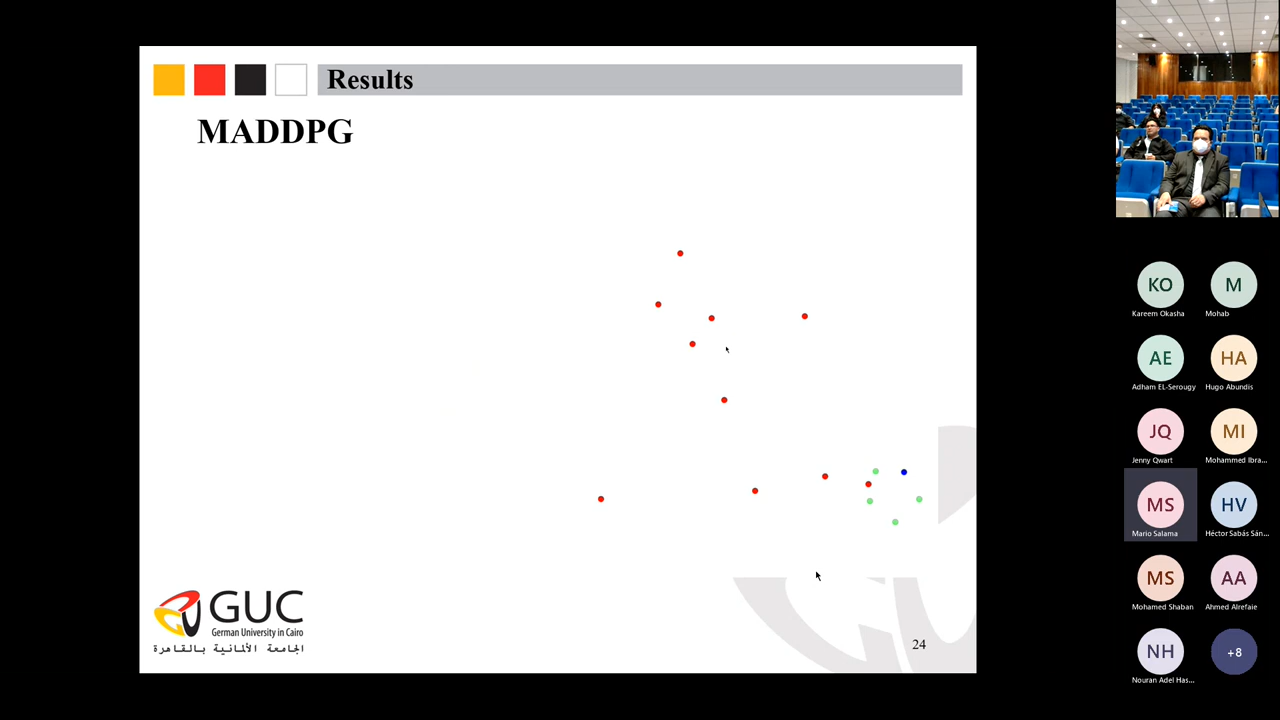 Results
MADDPG
GUC
German University in Cairo
الجامعة الألمانية بالقاهرة
24
KO
Kareem Okasha
M
Mohab
AE
Adham EL-Serougy
HA
Hugo Abundis
JQ
Jenny Qwart
MI
Mohammed Ibra...
MS
Mario Salama
HV
Héctor Sabás Sán...
MS
Mohamed Shaban
AA
Ahmed Alrefaie
NH
Nouran Adel Has...
+8